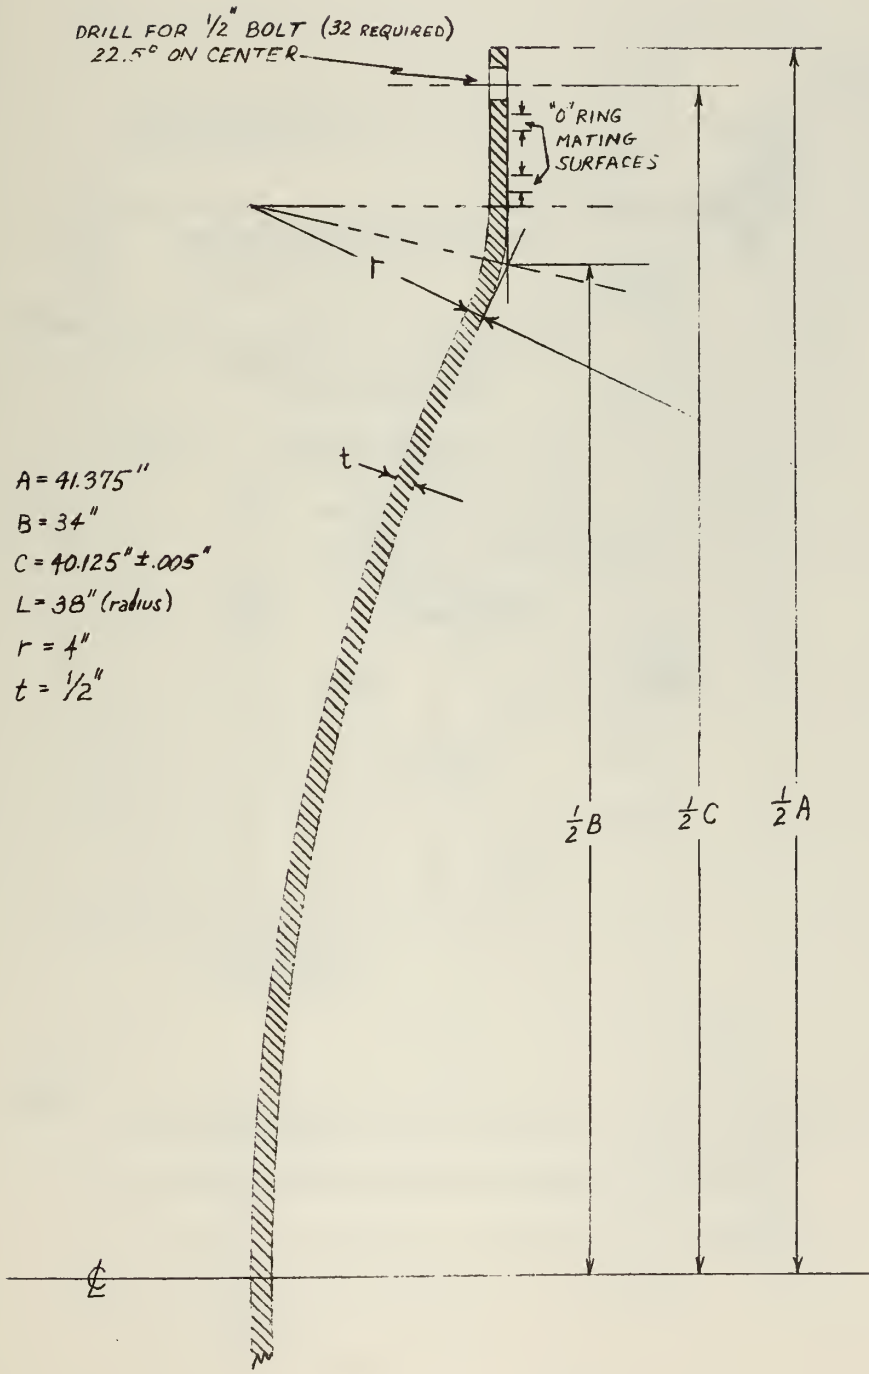 DRILL FOR 1/2" BOLT (32 REQUIRED)
22.5° ON CENTER
"O" RING
MATING
SURFACES
r
t
A = 41.375"
B = 34"
C = 40.125" ±.005"
L = 38" (radius)
r = 4"
t = 1/2"
1/2 B
1/2 C
1/2 A
℄